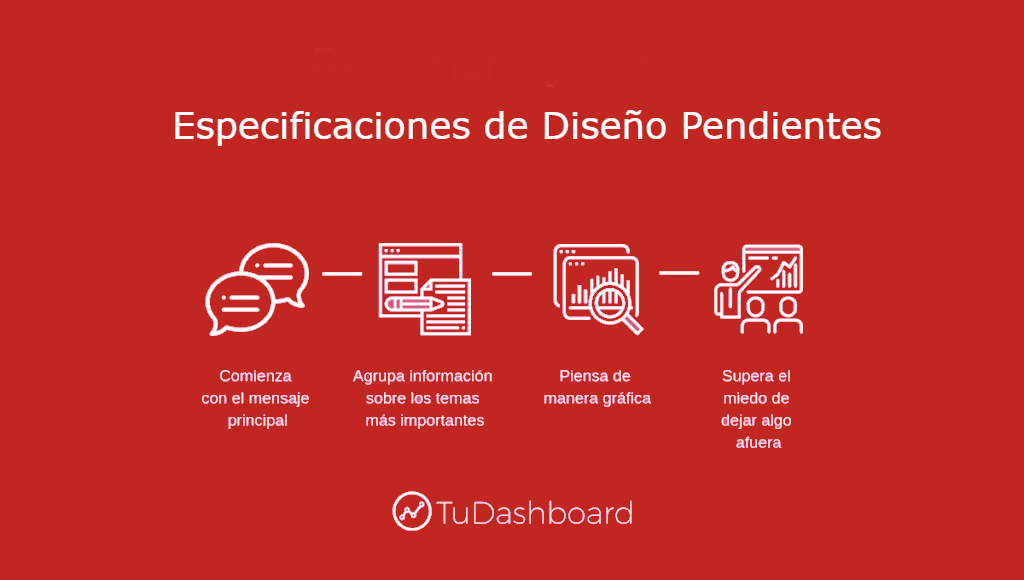 Especificaciones de Diseño Pendientes
Comienza
con el mensaje
principal
Agrupa información
sobre los temas
más importantes
Piensa de
manera gráfica
Supera el
miedo de
dejar algo
afuera
TuDashboard